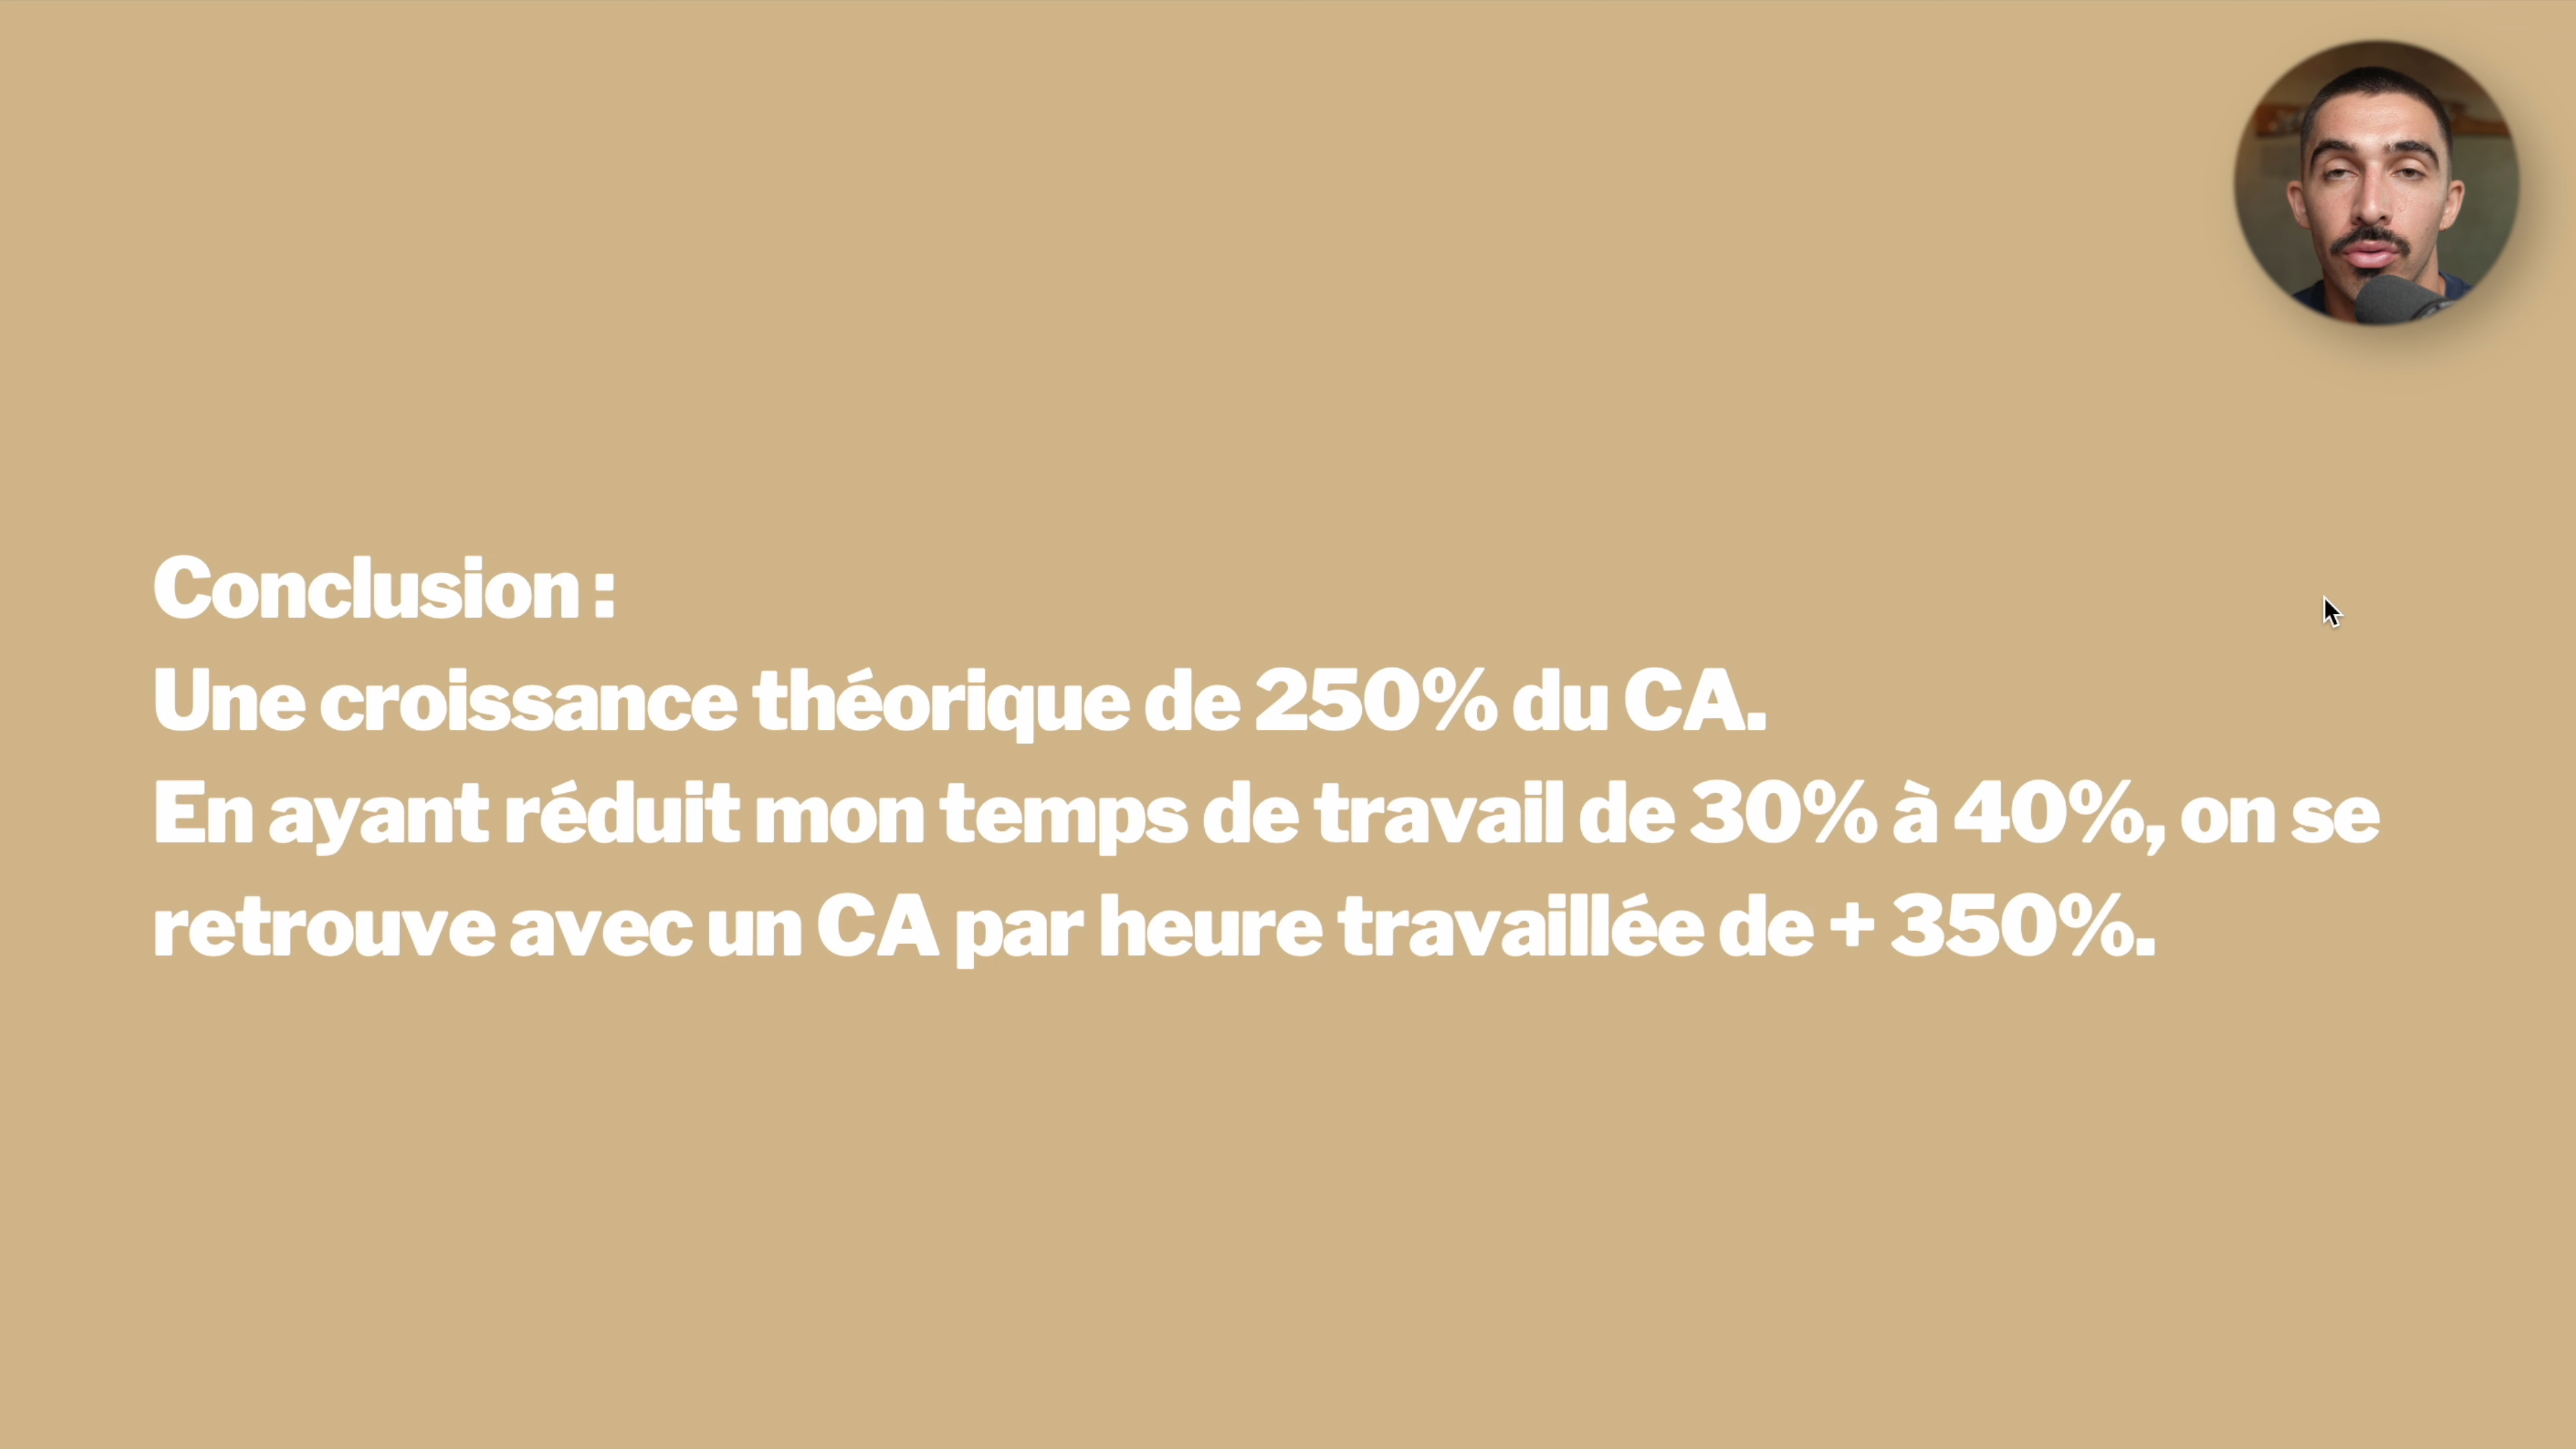 Conclusion :
Une croissance théorique de 250% du CA.
En ayant réduit mon temps de travail de 30% à 40%, on se
retrouve avec un CA par heure travaillée de + 350%.